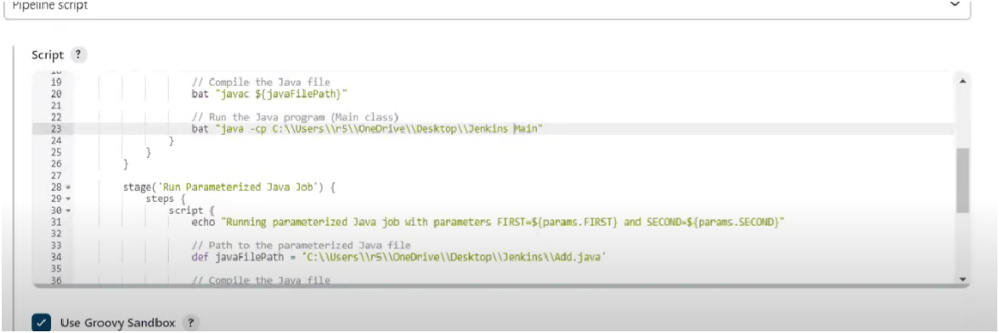 Pipeline script
Script ?
18
19 // Compile the Java file
20 bat "javac ${javaFilePath}"
21
22 // Run the Java program (Main class)
23 bat "java -cp C:\\Users\\r5\\OneDrive\\Desktop\\Jenkins Main"
24 }
25 }
26 }
27
28 stage('Run Parameterized Java Job') {
29 steps {
30 script {
31 echo "Running parameterized Java job with parameters FIRST=${params.FIRST} and SECOND=${params.SECOND}"
32
33 // Path to the parameterized Java file
34 def javaFilePath = 'C:\\Users\\r5\\OneDrive\\Desktop\\Jenkins\\Add.java'
35
36 // Compile the Java file
Use Groovy Sandbox ?